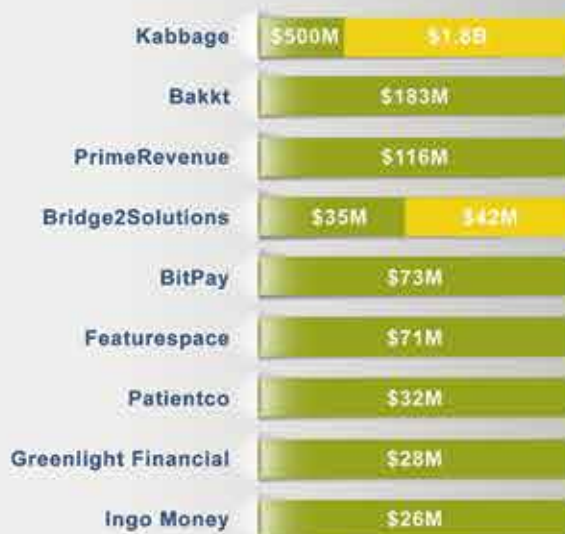 Kabbage $500M $1.8B
Bakkt $183M
PrimeRevenue $116M
Bridge2Solutions $35M $42M
BitPay $73M
Featurespace $71M
Patientco $32M
Greenlight Financial $28M
Ingo Money $26M